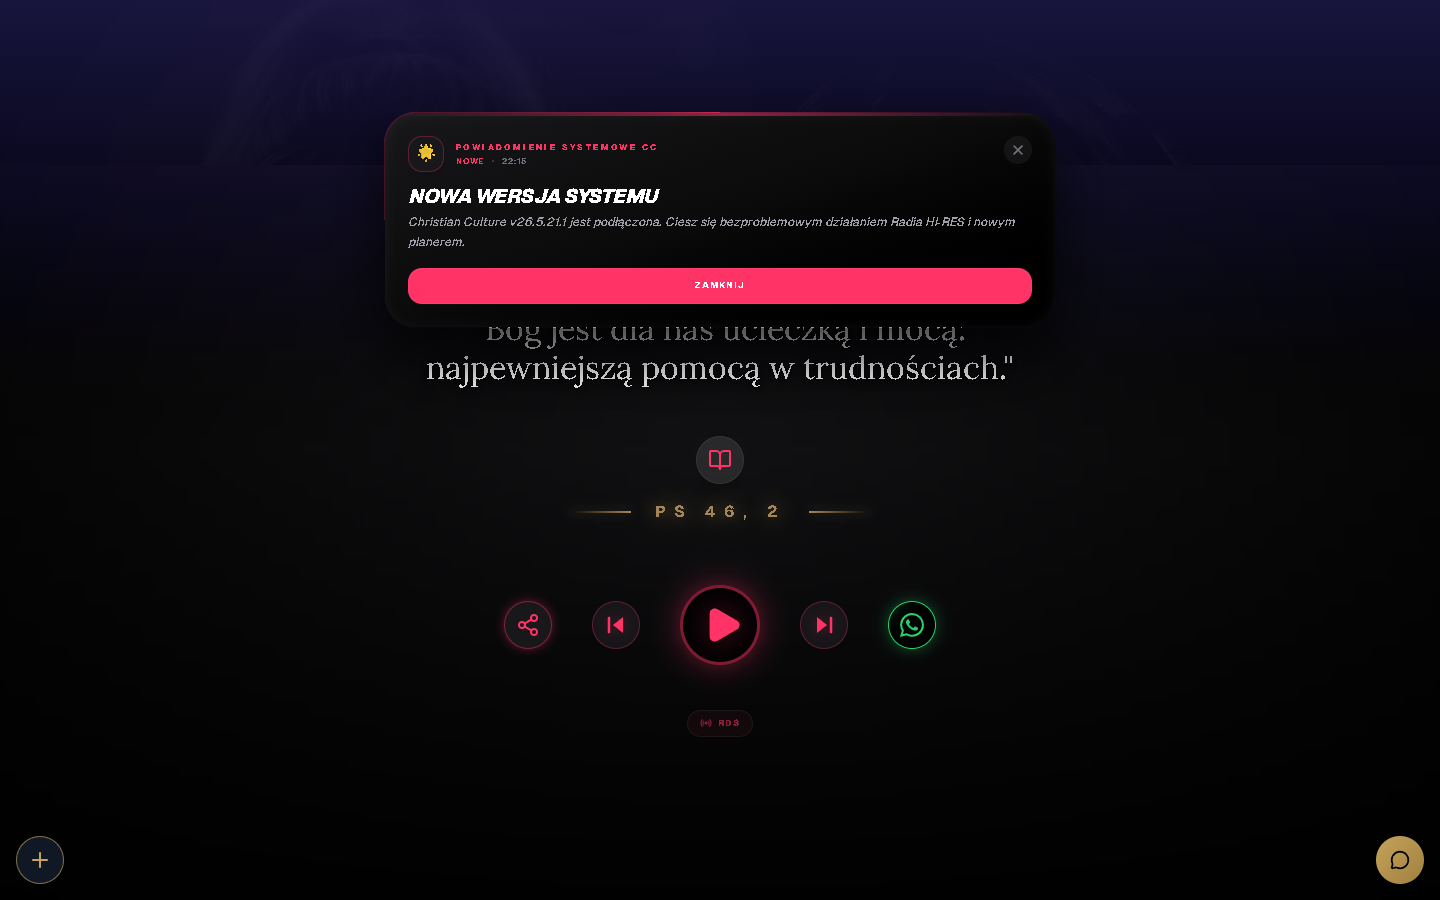 POWIADOMIENIE SYSTEMOWE CC
NOWE · 22:15
NOWA WERSJA SYSTEMU
Christian Culture v26.5.21.1 jest podłączona. Ciesz się bezproblemowym działaniem Radia HI-RES i nowym
planerem.
ZAMKNIJ
Bóg jest dla nas ucieczką i mocą:
najpewniejszą pomocą w trudnościach."
PS 46, 2
RDS